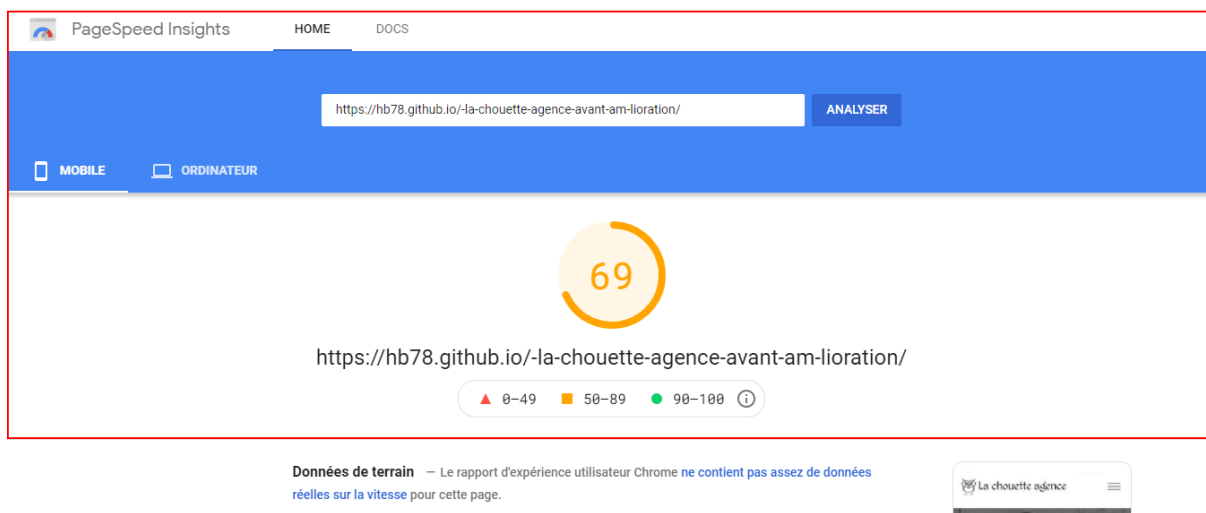 PageSpeed Insights
HOME
DOCS
https://hb78.github.io/-la-chouette-agence-avant-am-lioration/
ANALYSER
MOBILE
ORDINATEUR
69
https://hb78.github.io/-la-chouette-agence-avant-am-lioration/
0–49
50–89
90–100
Données de terrain — Le rapport d'expérience utilisateur Chrome ne contient pas assez de données
réelles sur la vitesse pour cette page.
La chouette agence